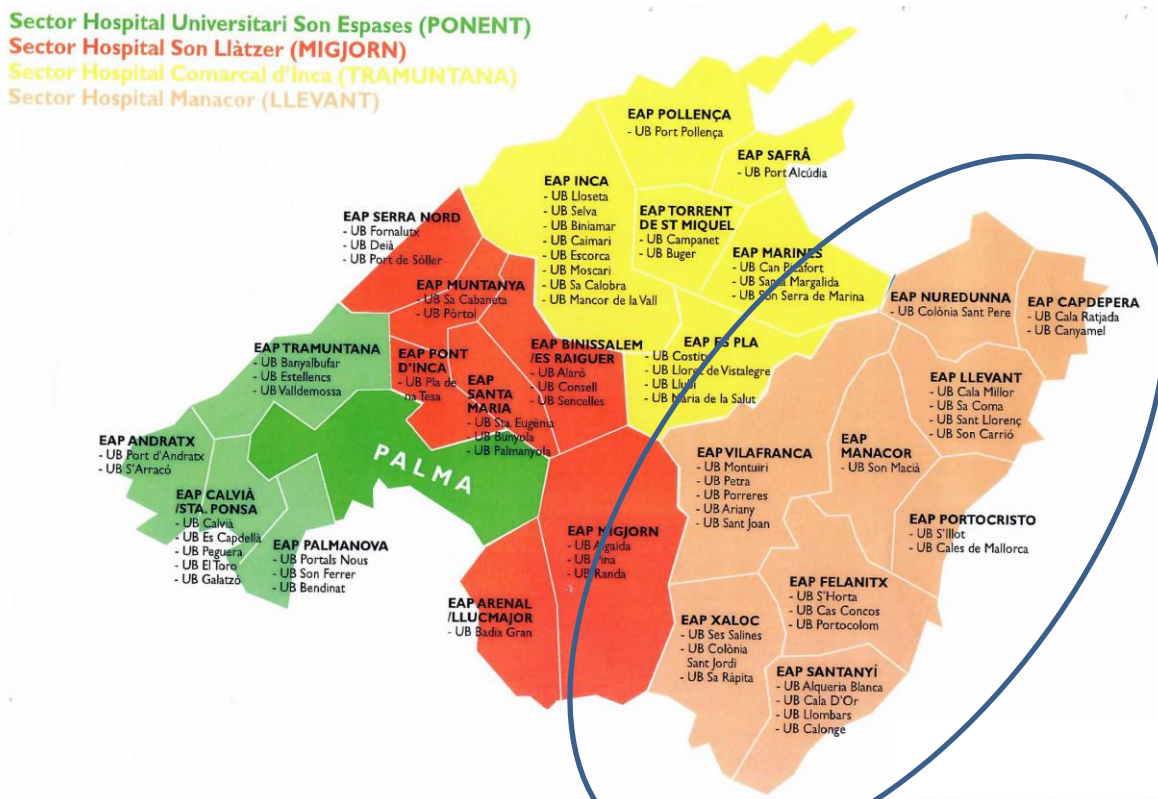 Sector Hospital Universitari Son Espases (PONENT)
Sector Hospital Son Llàtzer (MIGJORN)
Sector Hospital Comarcal d'Inca (TRAMUNTANA)
Sector Hospital Manacor (LLEVANT)
EAP POLLENÇA
- UB Port Pollença
EAP SAFRÂ
- UB Port Alcúdia
EAP INCA
- UB Lloseta
- UB Selva
- UB Biniamar
- UB Caimari
- UB Escorca
- UB Moscari
- UB Sa Calobra
- UB Mancor de la Vall
EAP TORRENT
DE ST MIQUEL
- UB Campanet
- UB Buger
EAP MARINES
- UB Can Picafort
- UB Santa Margalida
- UB Son Serra de Marina
EAP SERRA NORD
- UB Fornalutx
- UB Deià
- UB Port de Sóller
EAP MUNTANYA
- UB Sa Cabaneta
- UB Pòrtol
EAP NUREDUNNA
- UB Colònia Sant Pere
EAP CAPDEPERA
- UB Cala Ratjada
- UB Canyamel
EAP TRAMUNTANA
- UB Banyalbufar
- UB Estellencs
- UB Valldemossa
EAP PONT
D'INCA
- UB Pla de
na Tesa
EAP BINISSALEM
/ES RAIGUER
- UB Alaró
- UB Consell
- UB Sencelles
EAP ES PLA
- UB Costitx
- UB Lloret de Vistalegre
- UB Llubí
- UB Maria de la Salut
EAP
SANTA
MARIA
- UB Sta. Eugènia
- UB Bunyola
- UB Palmanyola
EAP LLEVANT
- UB Cala Millor
- UB Sa Coma
- UB Sant Llorenç
- UB Son Carrió
EAP ANDRATX
- UB Port d'Andratx
- UB S'Arracó
PALMA
EAP VILAFRANCA
- UB Montuiri
- UB Petra
- UB Porreres
- UB Ariany
- UB Sant Joan
EAP
MANACOR
- UB Son Macià
EAP CALVIÀ
/STA. PONSA
- UB Calvià
- UB Es Capdellà
- UB Peguera
- UB El Toro
- UB Galatzó
EAP PALMANOVA
- UB Portals Nous
- UB Son Ferrer
- UB Bendinat
EAP MIGJORN
- UB Algaida
- UB Pina
- UB Randa
EAP PORTOCRISTO
- UB S'Illot
- UB Cales de Mallorca
EAP ARENAL
/LLUCMAJOR
- UB Badia Gran
EAP FELANITX
- UB S'Horta
- UB Cas Concos
- UB Portocolom
EAP XALOC
- UB Ses Salines
- UB Colònia
Sant Jordi
- UB Sa Ràpita
EAP SANTANYÍ
- UB Alqueria Blanca
- UB Cala D'Or
- UB Llombars
- UB Calonge